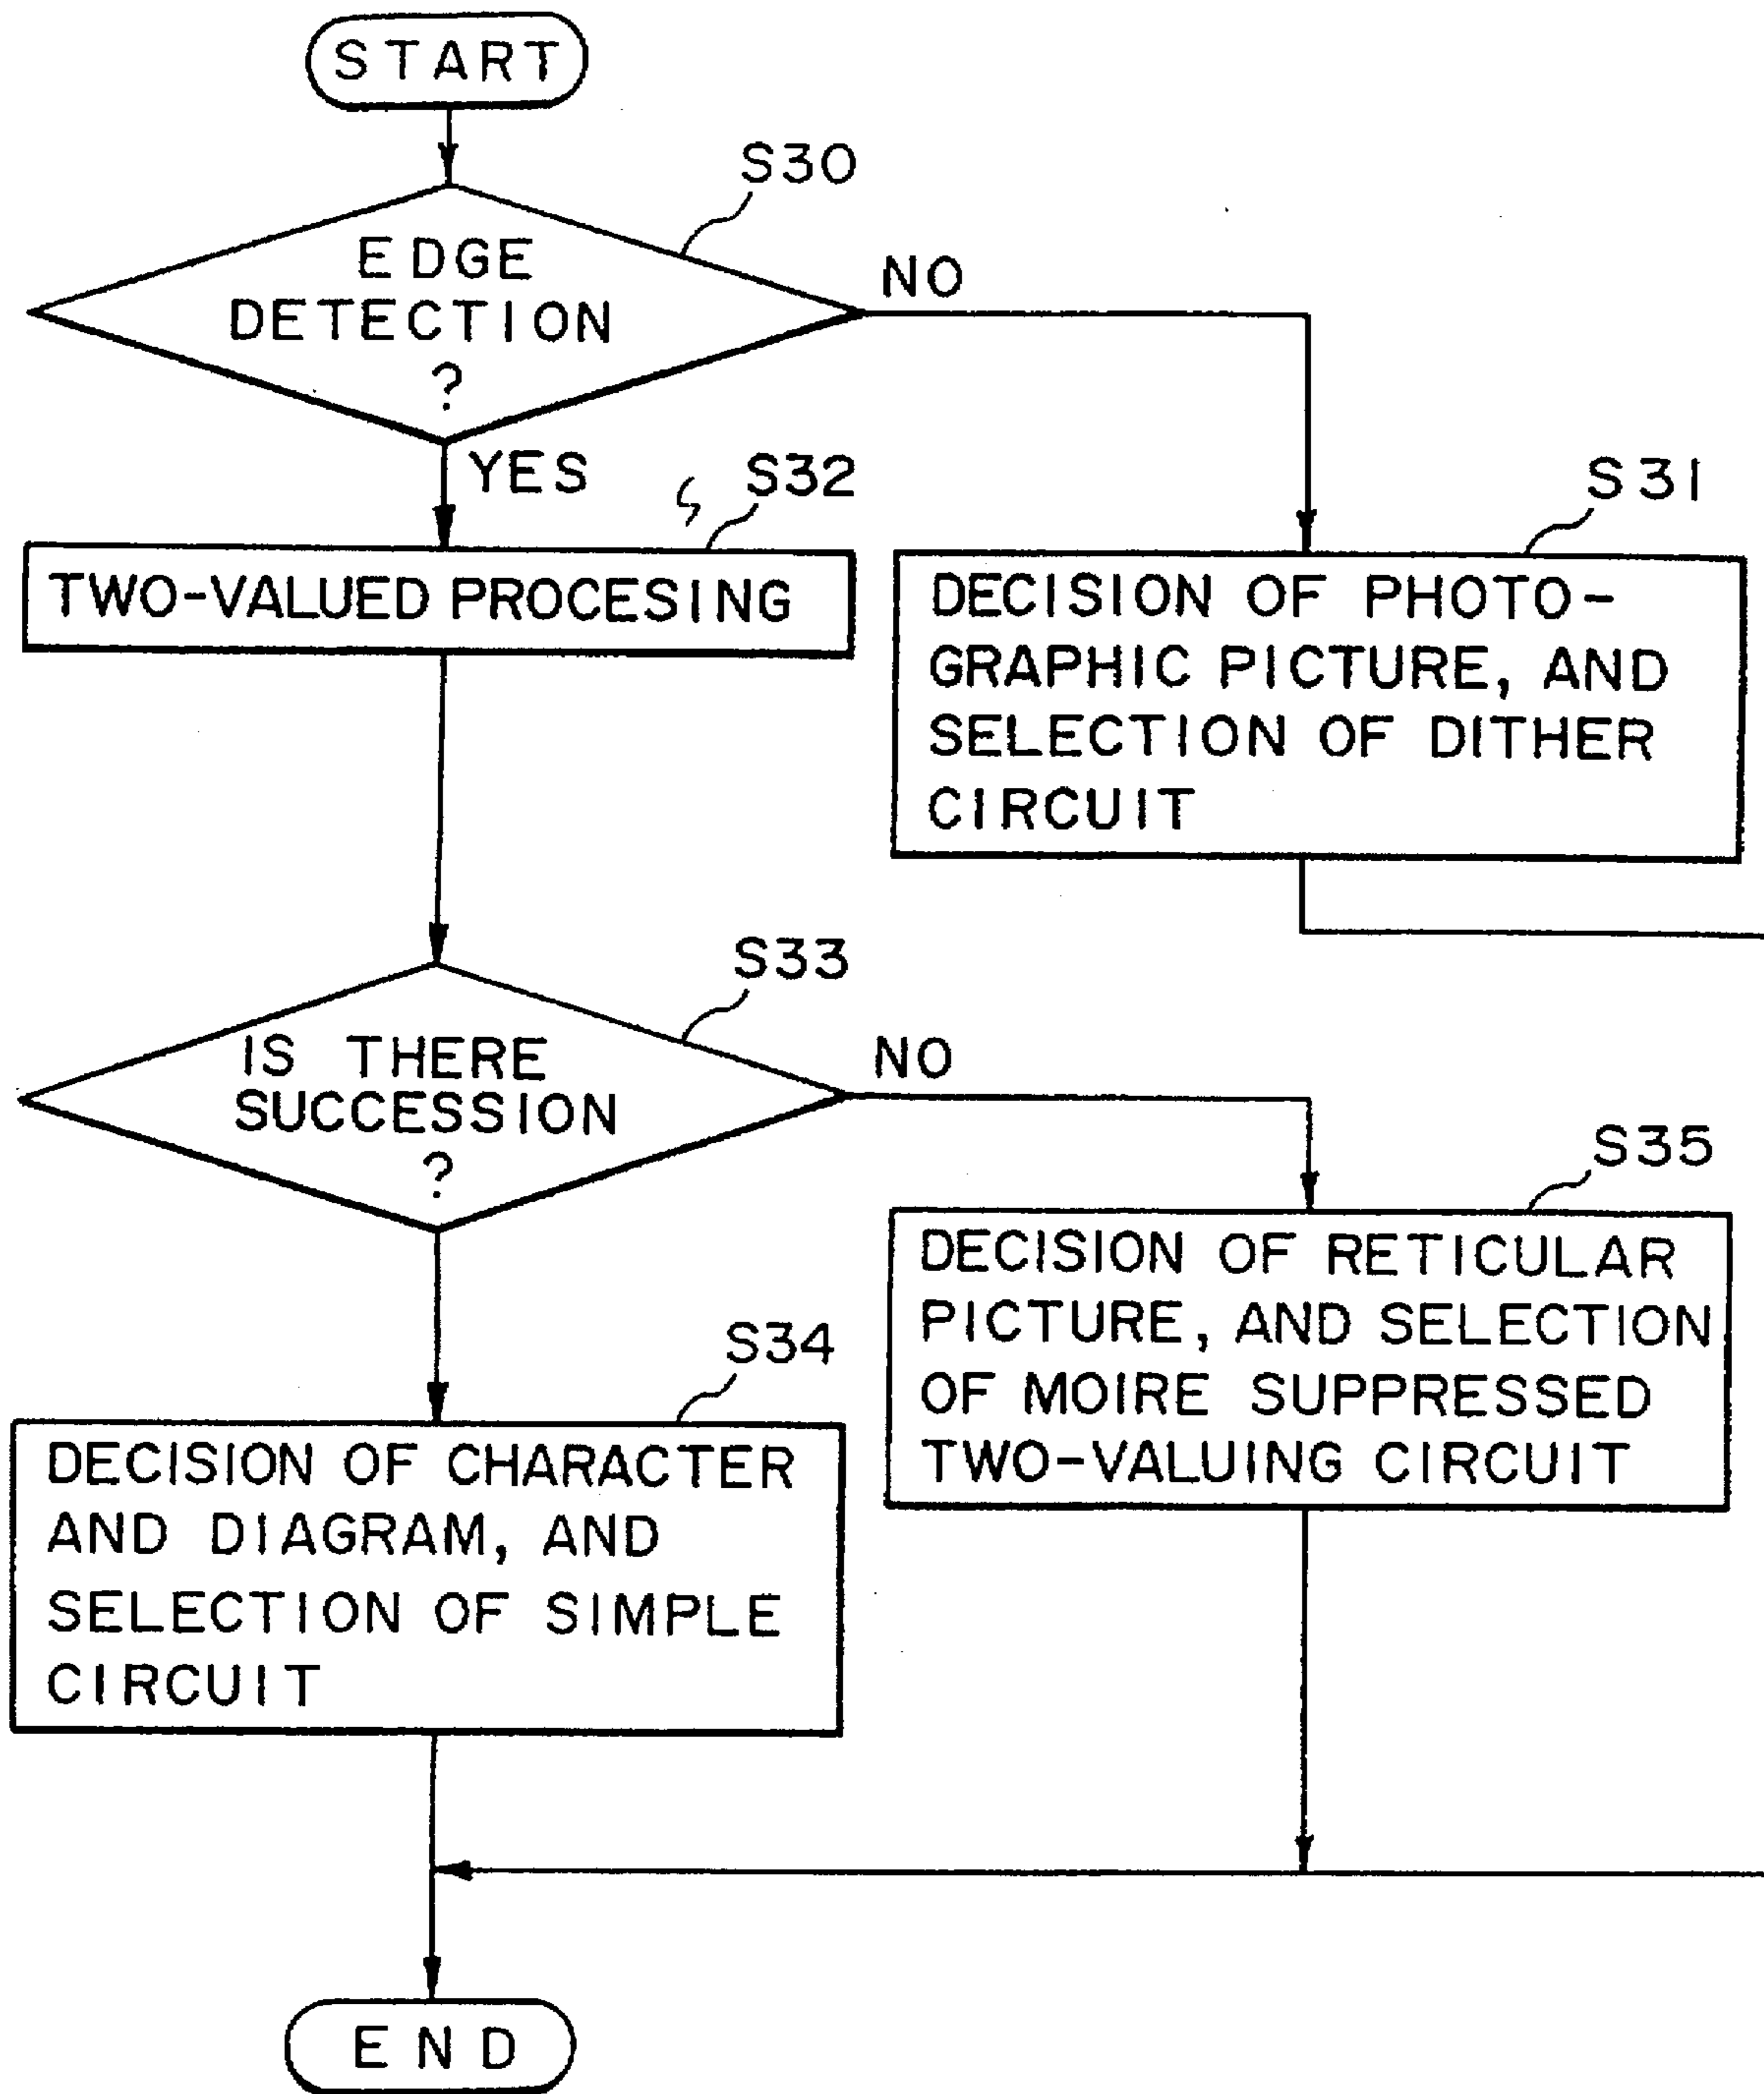 START
S30
EDGE
DETECTION
?
NO
YES
S32
S31
TWO-VALUED PROCESING
DECISION OF PHOTO-
GRAPHIC PICTURE, AND
SELECTION OF DITHER
CIRCUIT
S33
IS THERE
SUCCESSION
?
NO
S35
DECISION OF RETICULAR
PICTURE, AND SELECTION
OF MOIRE SUPPRESSED
TWO-VALUING CIRCUIT
S34
DECISION OF CHARACTER
AND DIAGRAM, AND
SELECTION OF SIMPLE
CIRCUIT
END